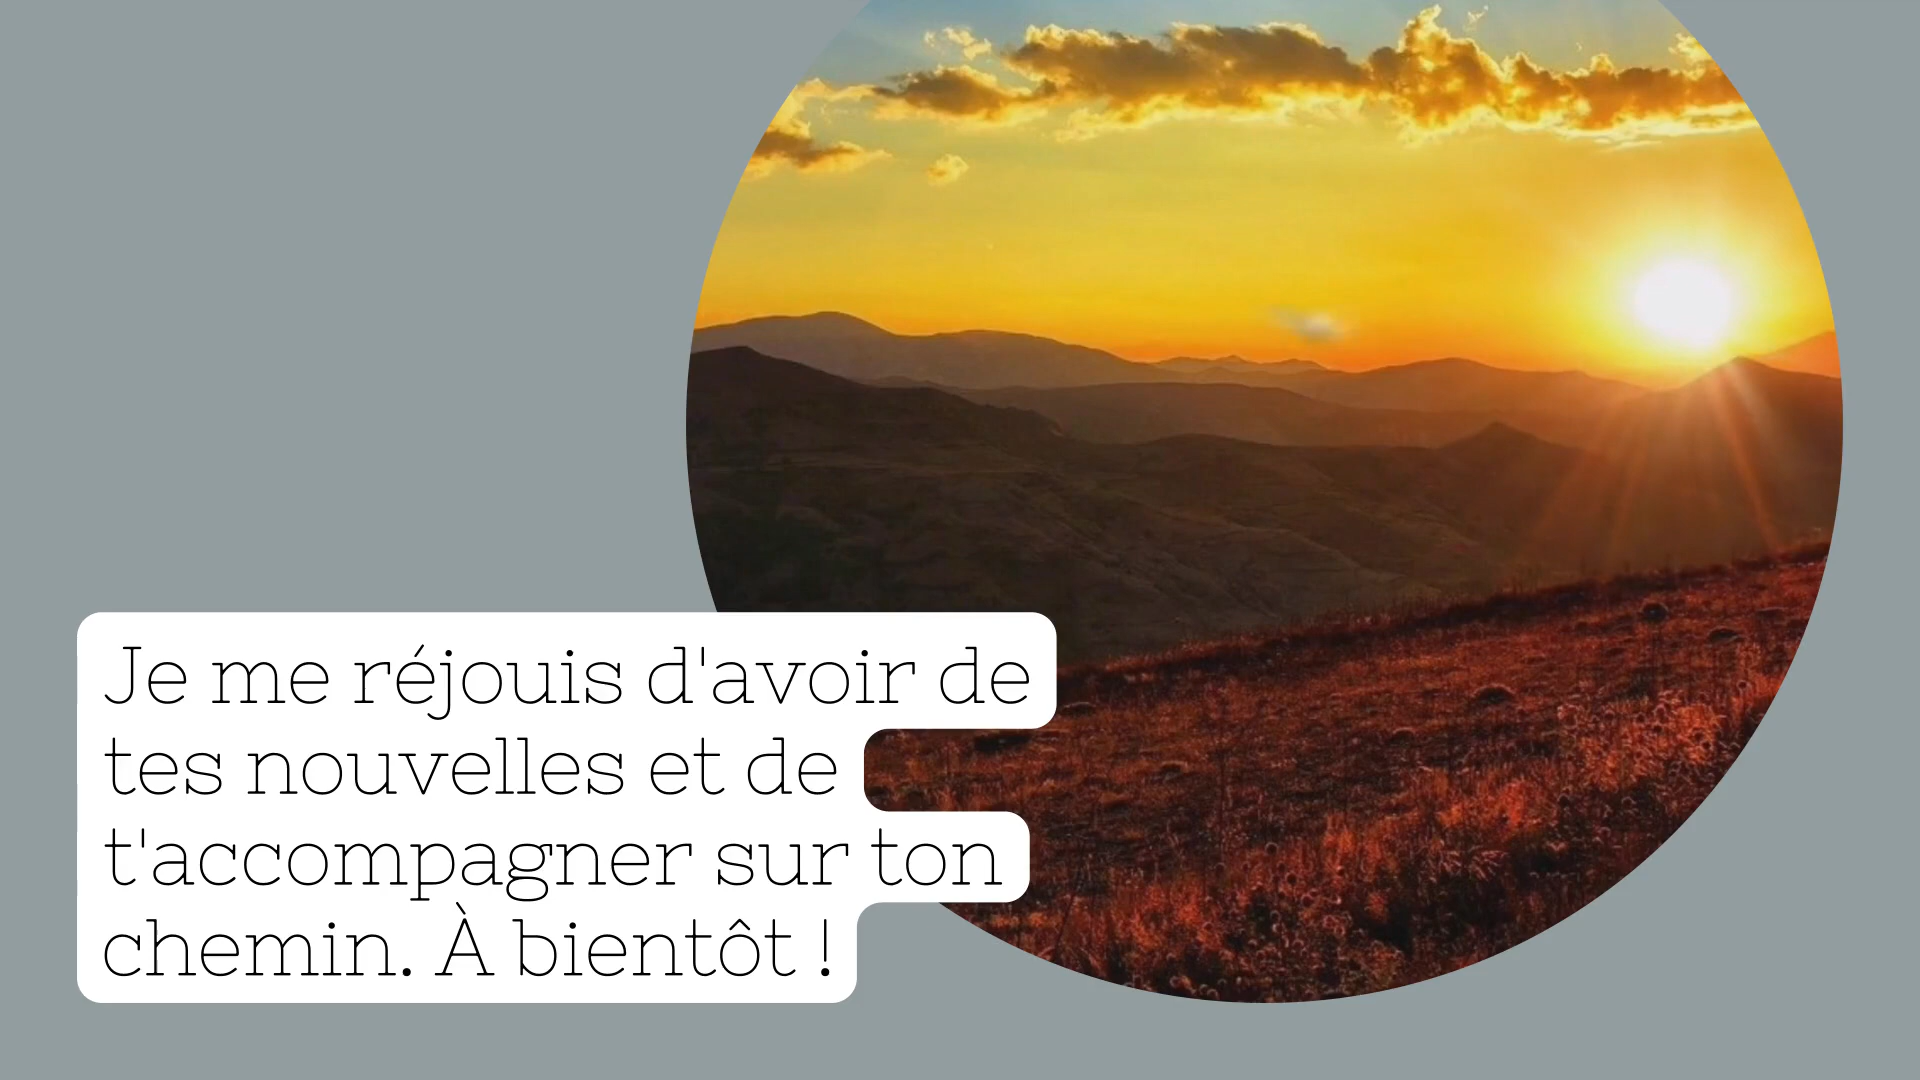 Je me réjouis d'avoir de
tes nouvelles et de
t'accompagner sur ton
chemin. À bientôt !